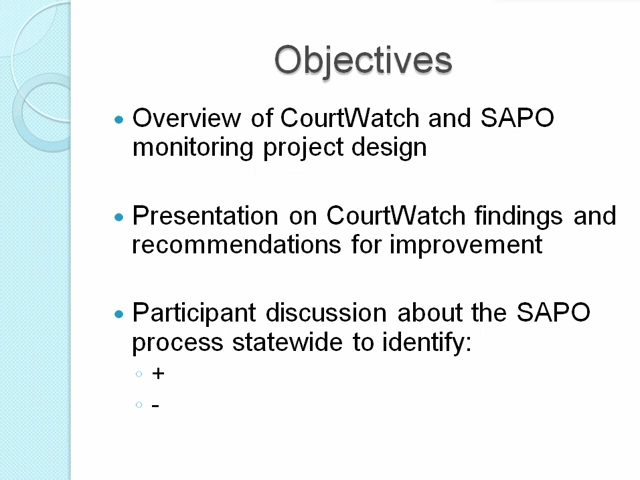 Objectives
• Overview of CourtWatch and SAPO
monitoring project design
• Presentation on CourtWatch findings and
recommendations for improvement
• Participant discussion about the SAPO
process statewide to identify:
◦ +
◦ -